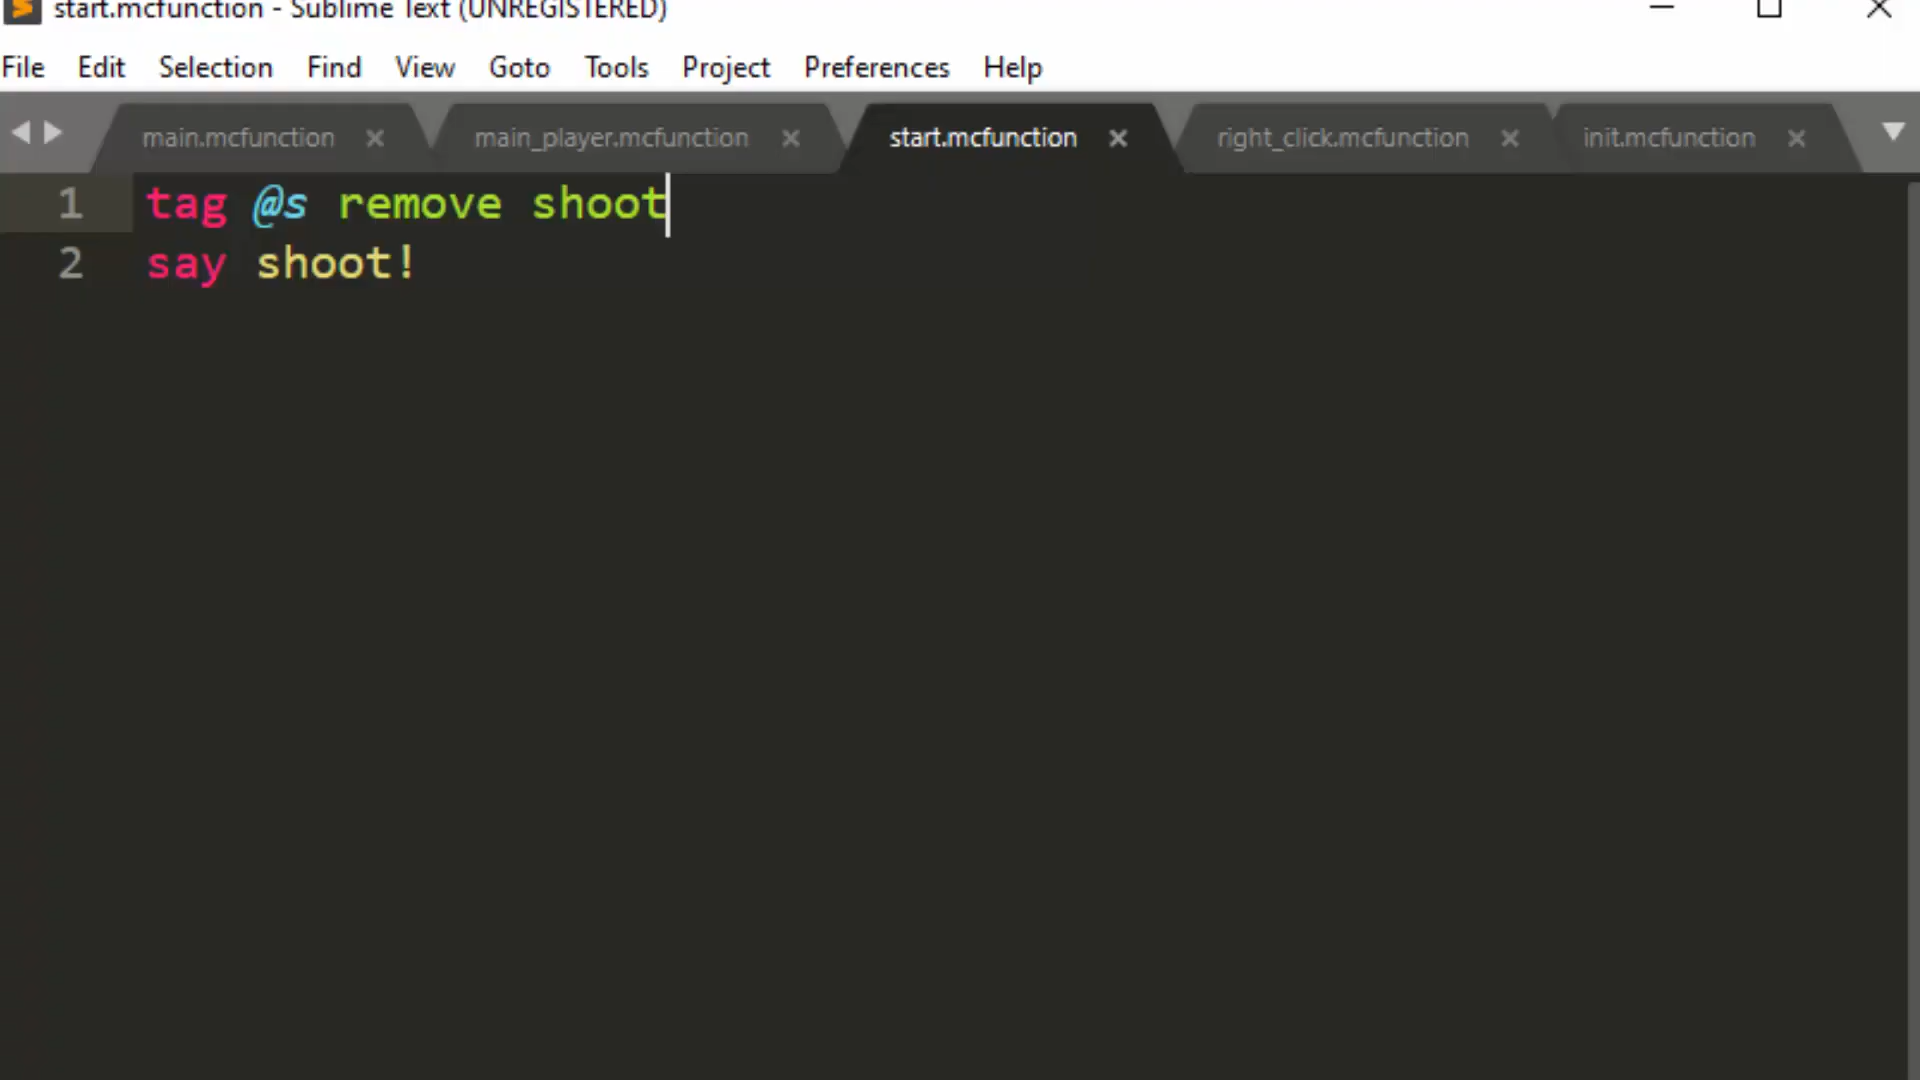 start.mcfunction - Sublime Text (UNREGISTERED)
File Edit Selection Find View Goto Tools Project Preferences Help
main.mcfunction main_player.mcfunction start.mcfunction right_click.mcfunction init.mcfunction
1 tag @s remove shoot
2 say shoot!